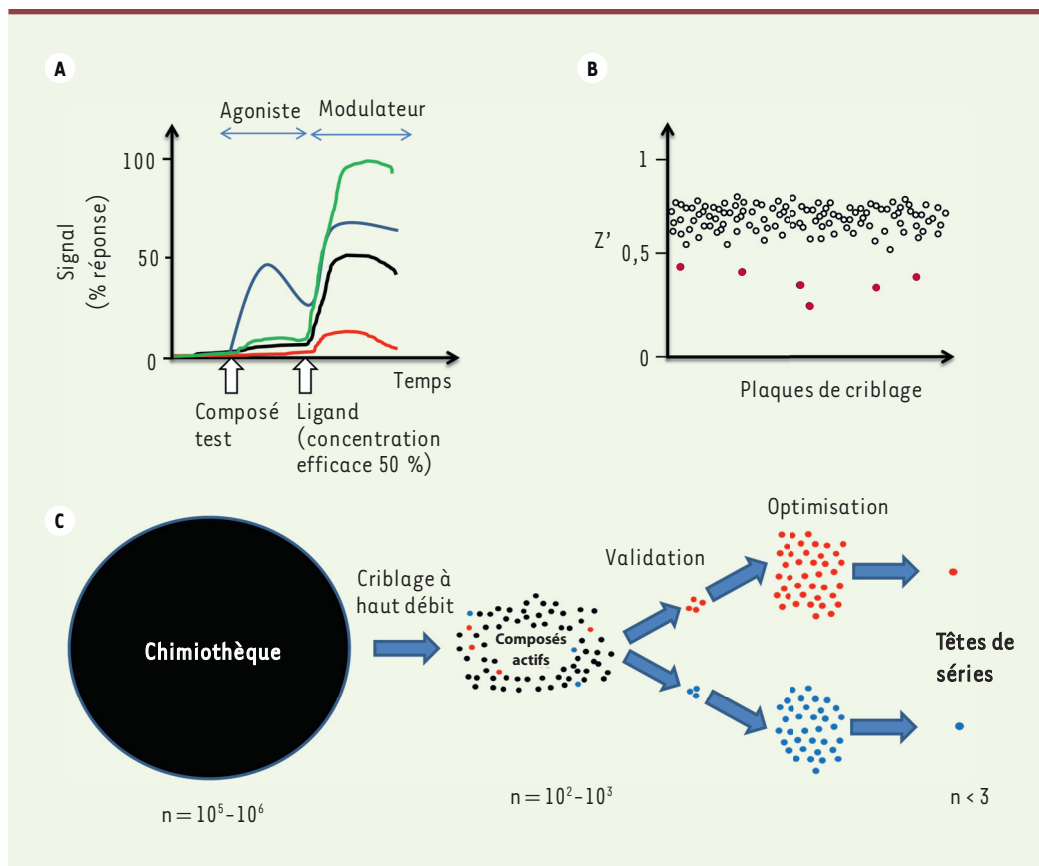 A
Agoniste
Modulateur
100
50
0
Signal
(% réponse)
Temps
Composé
test
Ligand
(concentration
efficace 50 %)
B
1
Z’
0,5
0
Plaques de criblage
C
Chimiothèque
n = 10⁵-10⁶
Criblage à
haut débit
Composés
actifs
n = 10²-10³
Validation
Optimisation
Têtes de
séries
n < 3